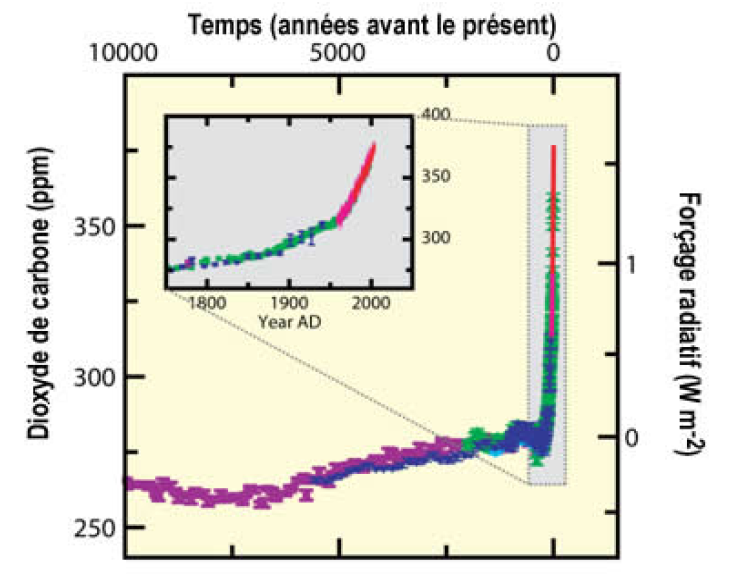 Temps (années avant le présent)
10000 5000 0
Dioxyde de carbone (ppm)
350
300
250
400
350
300
1800 1900 2000
Year AD
1
0
Forçage radiatif (W m-2)